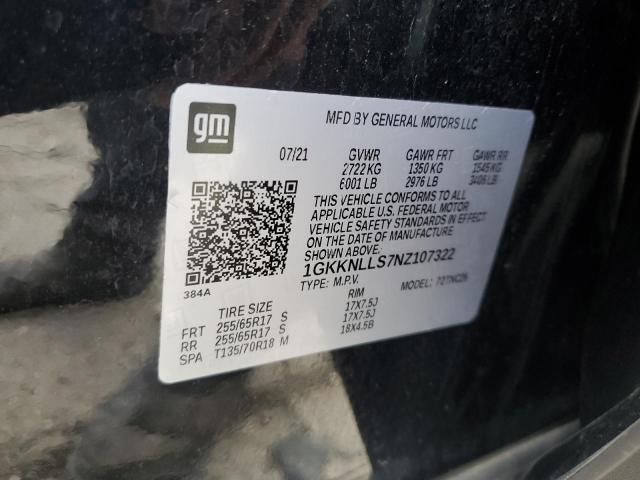 gm
MFD BY GENERAL MOTORS LLC
07/21 GVWR GAWR FRT GAWR RR
2722 KG 1350 KG 1545 KG
6001 LB 2976 LB 3406 LB
THIS VEHICLE CONFORMS TO ALL
APPLICABLE U.S. FEDERAL MOTOR
VEHICLE SAFETY STANDARDS IN EFFECT
ON THE DATE OF MANUFACTURE
SHOWN ABOVE.
1GKKNLLS7NZ107322
TYPE: M.P.V. MODEL:
384A
TIRE SIZE RIM
FRT 255/65R17 S 17X7.5J
RR 255/65R17 S 17X7.5J
SPA T135/70R18 M 18X4.5B